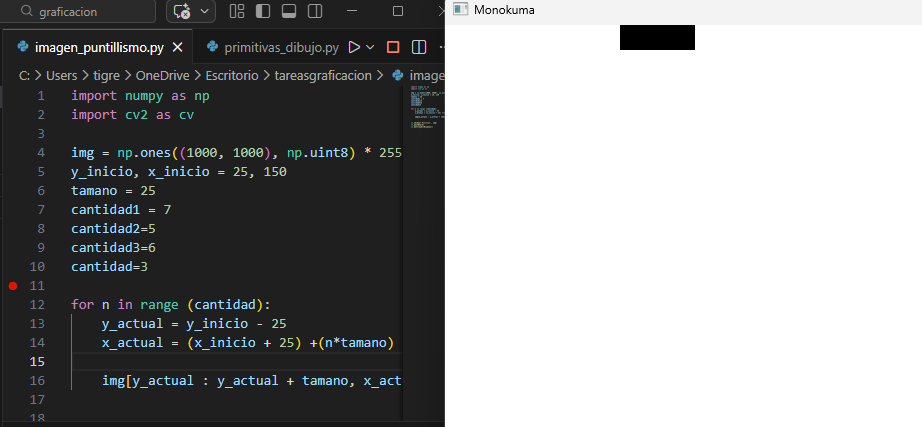 graficacion
imagen_puntillismo.py
primitivas_dibujo.py
C: > Users > tigre > OneDrive > Escritorio > tareasgraficacion > image
1 import numpy as np
2 import cv2 as cv
3
4 img = np.ones((1000, 1000), np.uint8) * 255
5 y_inicio, x_inicio = 25, 150
6 tamano = 25
7 cantidad1 = 7
8 cantidad2=5
9 cantidad3=6
10 cantidad=3
11
12 for n in range (cantidad):
13 y_actual = y_inicio - 25
14 x_actual = (x_inicio + 25) +(n*tamano)
15
16 img[y_actual : y_actual + tamano, x_act
17
18
Monokuma